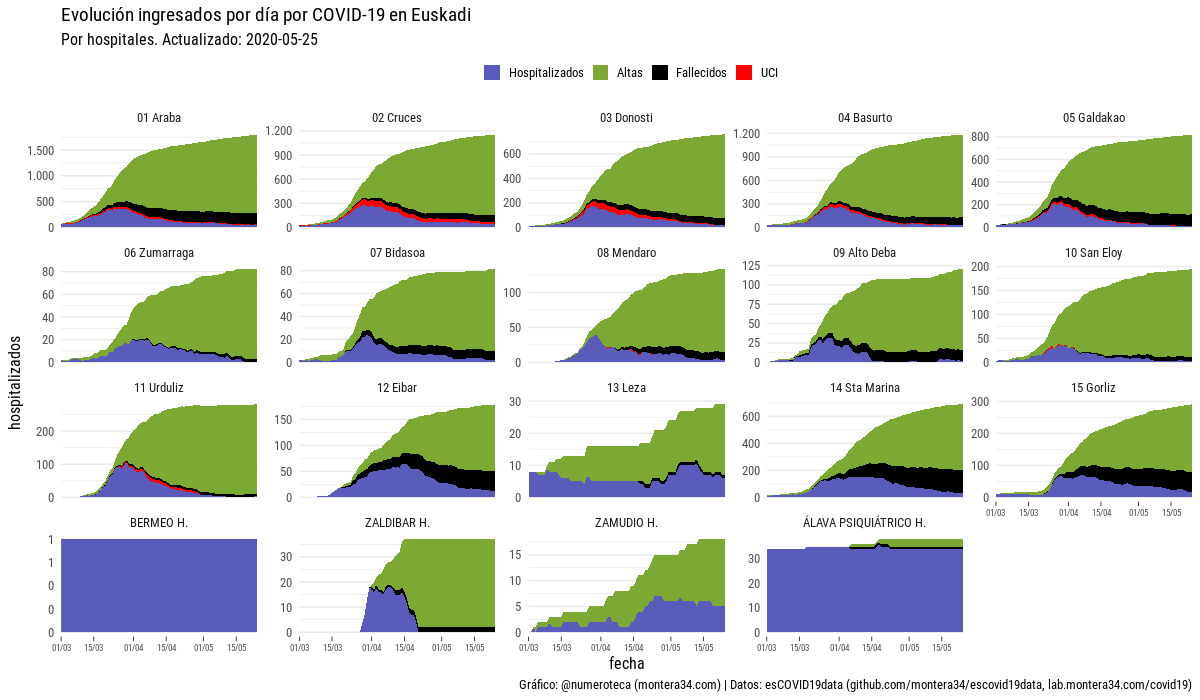 Evolución ingresados por día por COVID-19 en Euskadi
Por hospitales. Actualizado: 2020-05-25
Hospitalizados Altas Fallecidos UCI
01 Araba 02 Cruces 03 Donosti 04 Basurto 05 Galdakao
1.500 1.000 500 0
1.200 900 600 300 0
600 400 200 0
1.200 900 600 300 0
800 600 400 200 0
06 Zumarraga 07 Bidasoa 08 Mendaro 09 Alto Deba 10 San Eloy
80 60 40 20 0
80 60 40 20 0
100 50 0
125 100 75 50 25 0
200 150 100 50 0
hospitalizados
11 Urduliz 12 Eibar 13 Leza 14 Sta Marina 15 Gorliz
200 100 0
150 100 50 0
30 20 10 0
600 400 200 0
300 200 100 0
01/03 15/03 01/04 15/04 01/05 15/05
BERMEO H. ZALDIBAR H. ZAMUDIO H. ÁLAVA PSIQUIÁTRICO H.
1 1 0 0 0
30 20 10 0
15 10 5 0
30 20 10 0
01/03 15/03 01/04 15/04 01/05 15/05
01/03 15/03 01/04 15/04 01/05 15/05
01/03 15/03 01/04 15/04 01/05 15/05
01/03 15/03 01/04 15/04 01/05 15/05
fecha
Gráfico: @numeroteca (montera34.com) | Datos: esCOVID19data (github.com/montera34/escovid19data, lab.montera34.com/covid19)